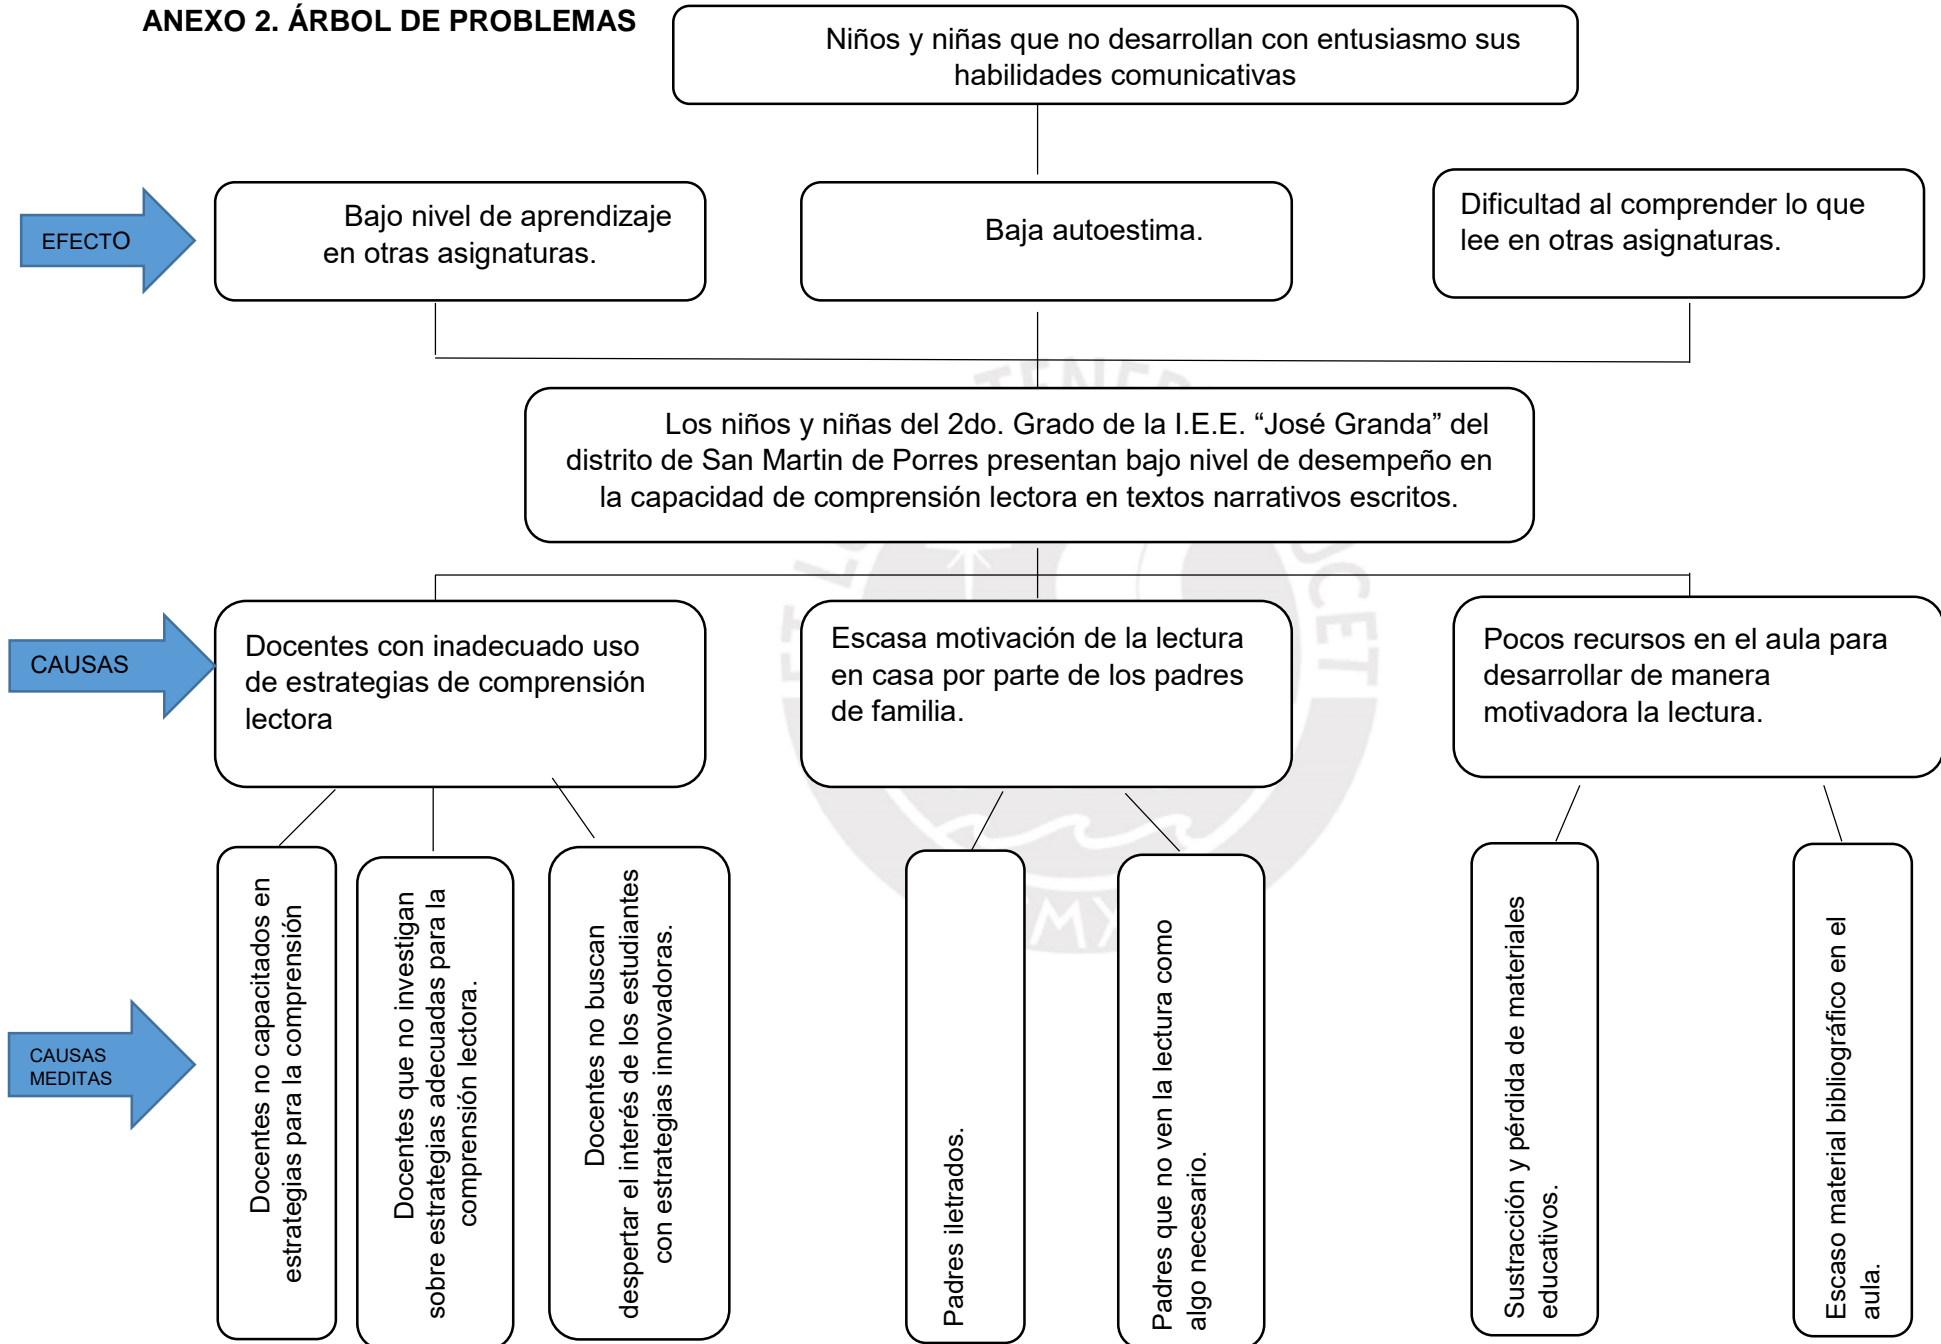 ANEXO 2. ÁRBOL DE PROBLEMAS
Niños y niñas que no desarrollan con entusiasmo sus
habilidades comunicativas
EFECTO
Bajo nivel de aprendizaje
en otras asignaturas.
Baja autoestima.
Dificultad al comprender lo que
lee en otras asignaturas.
Los niños y niñas del 2do. Grado de la I.E.E. “José Granda” del
distrito de San Martin de Porres presentan bajo nivel de desempeño en
la capacidad de comprensión lectora en textos narrativos escritos.
CAUSAS
Docentes con inadecuado uso
de estrategias de comprensión
lectora
Escasa motivación de la lectura
en casa por parte de los padres
de familia.
Pocos recursos en el aula para
desarrollar de manera
motivadora la lectura.
CAUSAS
MEDITAS
Docentes no capacitados en
estrategias para la comprensión
Docentes que no investigan
sobre estrategias adecuadas para la
comprensión lectora.
Docentes no buscan
despertar el interés de los estudiantes
con estrategias innovadoras.
Padres iletrados.
Padres que no ven la lectura como
algo necesario.
Sustracción y pérdida de materiales
educativos.
Escaso material bibliográfico en el
aula.